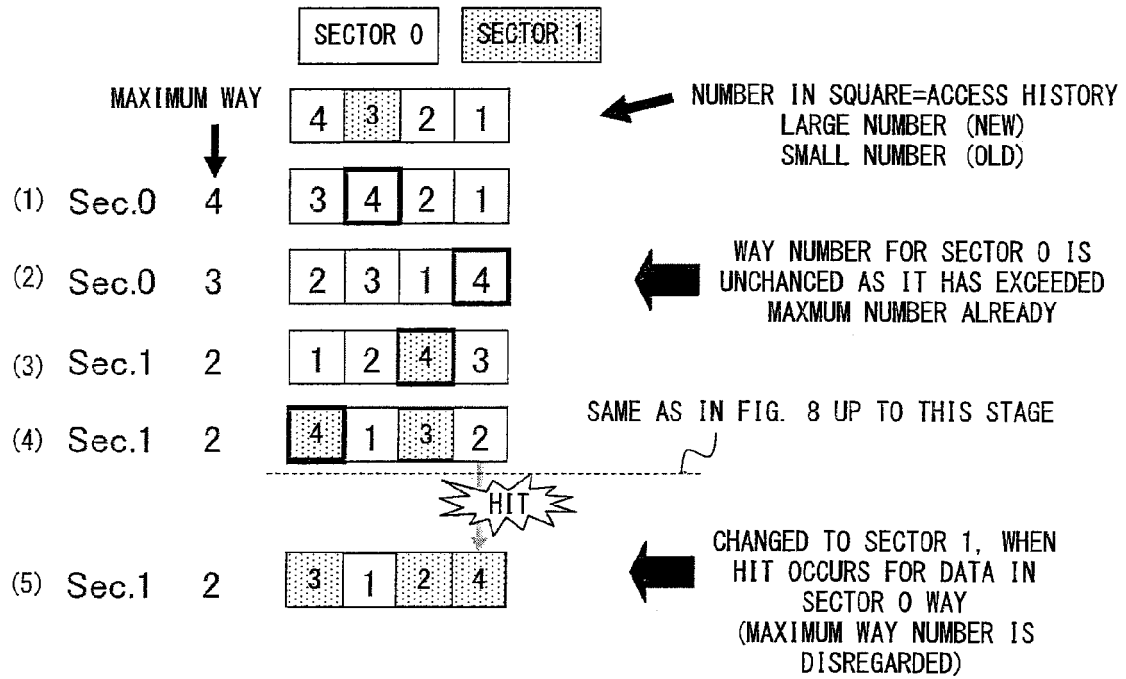 SECTOR 0 SECTOR 1
MAXIMUM WAY
4 3 2 1
NUMBER IN SQUARE=ACCESS HISTORY
LARGE NUMBER (NEW)
SMALL NUMBER (OLD)
(1) Sec.0 4 3 4 2 1
(2) Sec.0 3 2 3 1 4
WAY NUMBER FOR SECTOR 0 IS
UNCHANCED AS IT HAS EXCEEDED
MAXMUM NUMBER ALREADY
(3) Sec.1 2 1 2 4 3
(4) Sec.1 2 4 1 3 2
SAME AS IN FIG. 8 UP TO THIS STAGE
HIT
(5) Sec.1 2 3 1 2 4
CHANGED TO SECTOR 1, WHEN
HIT OCCURS FOR DATA IN
SECTOR 0 WAY
(MAXIMUM WAY NUMBER IS
DISREGARDED)